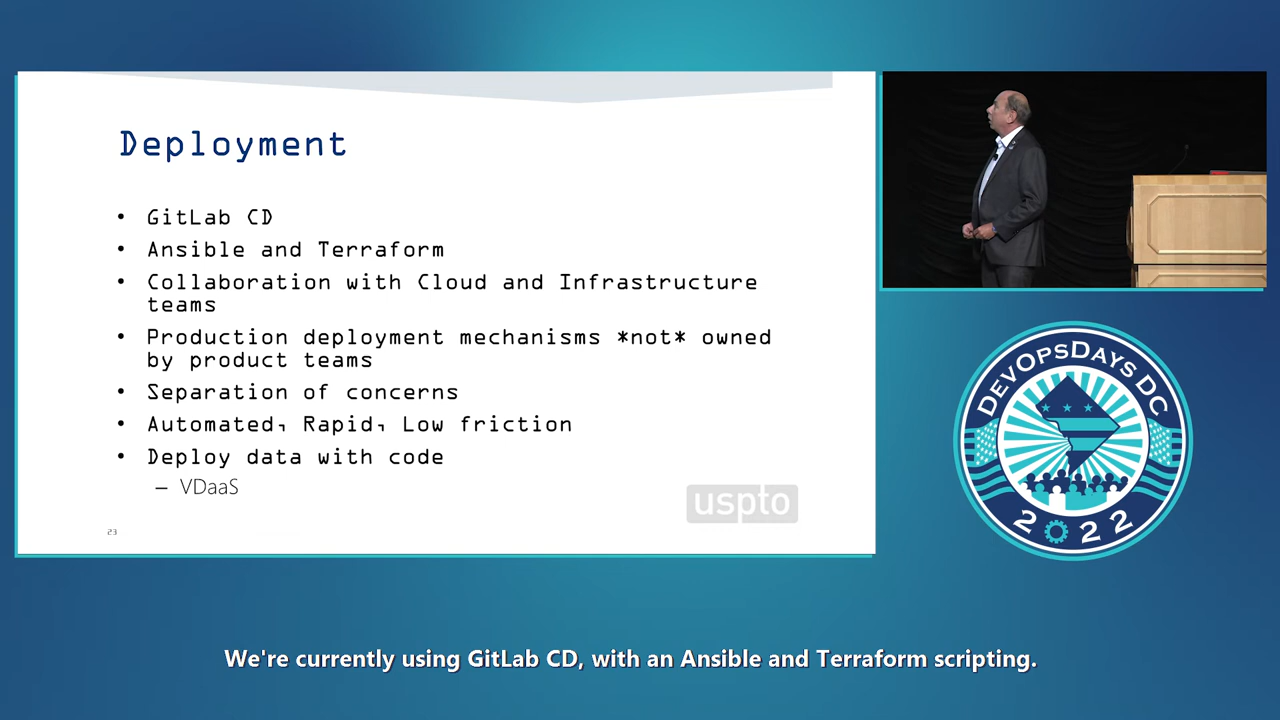 Deployment
• GitLab CD
• Ansible and Terraform
• Collaboration with Cloud and Infrastructure
teams
• Production deployment mechanisms *not* owned
by product teams
• Separation of concerns
• Automated, Rapid, Low friction
• Deploy data with code
– VDaaS
uspto
23
DEVOPSDAYS DC
2022
We're currently using GitLab CD, with an Ansible and Terraform scripting.